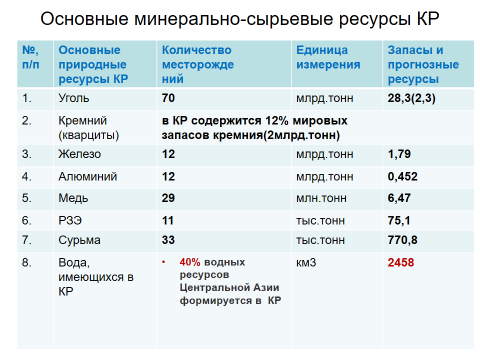 Основные минерально-сырьевые ресурсы КР
№, Основные Количество Единица Запасы и
п/п природные месторожде измерения. прогнозные
ресурсы КР ний ресурсы
1. Уголь 70 млрд.тонн 28,3(2,3)
2. Кремний в КР содержится 12% мировых
(кварциты) запасов кремния(2млрд.тонн)
3. Железо 12 млрд.тонн 1,79
4. Алюминий 12 млрд.тонн 0,452
5. Медь 29 млн.тонн 6,47
6. РЗЭ 11 тыс.тонн 75,1
7. Сурьма 33 тыс.тонн 770,8
8. Вода, • 40% водных км3 2458
имеющихся в ресурсов
КР Центральной Азии
формируется в КР